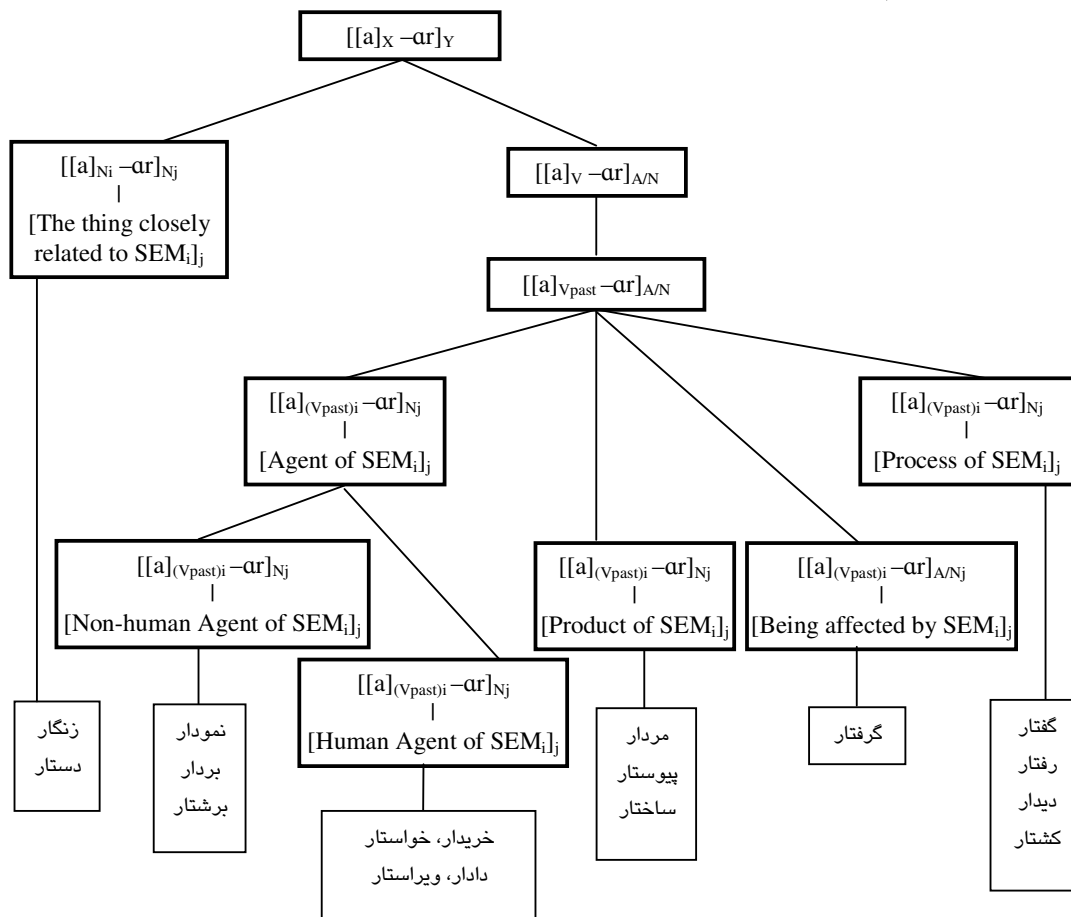 [[a]X –ɑr]Y
[[a]Ni –ɑr]Nj
|
[The thing closely
related to SEMi]j
[[a]V –ɑr]A/N
[[a]Vpast –ɑr]A/N
[[a](Vpast)i –ɑr]Nj
|
[Agent of SEMi]j
[[a](Vpast)i –ɑr]Nj
|
[Process of SEMi]j
[[a](Vpast)i –ɑr]Nj
|
[Non-human Agent of SEMi]j
[[a](Vpast)i –ɑr]Nj
|
[Product of SEMi]j
[[a](Vpast)i –ɑr]A/Nj
|
[Being affected by SEMi]j
[[a](Vpast)i –ɑr]Nj
|
[Human Agent of SEMi]j
زنگار
دستار
نمودار
بردار
برشتار
خریدار، خواستار
دادار، ویراستار
مردار
پیوستار
ساختار
گرفتار
گفتار
رفتار
دیدار
کشتار